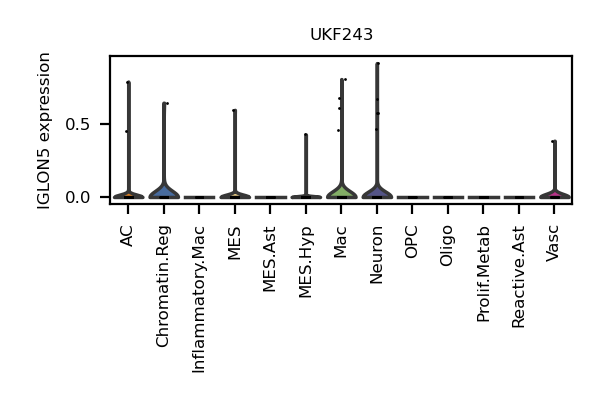 UKF243
IGLON5 expression
0.5
0.0
AC
Chromatin.Reg
Inflammatory.Mac
MES
MES.Ast
MES.Hyp
Mac
Neuron
OPC
Oligo
Prolif.Metab
Reactive.Ast
Vasc